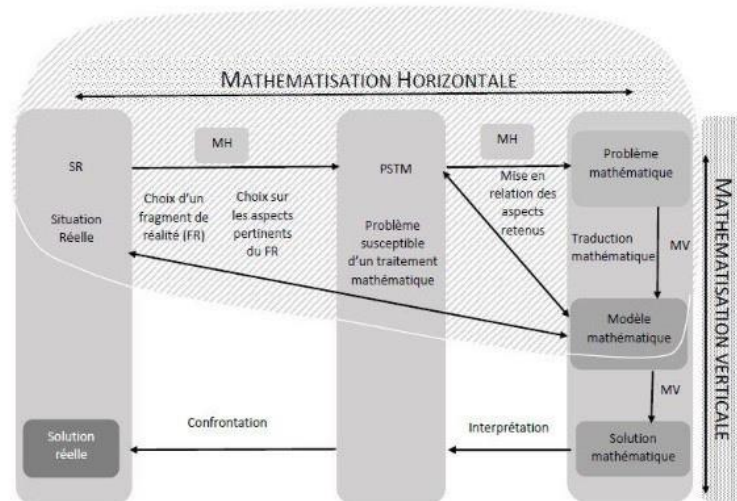 MATHEMATISATION HORIZONTALE
SR
Situation
Réelle
MH
Choix d'un
fragment de
réalité (FR)
Choix sur
les aspects
pertinents
du FR
PSTM
Problème
susceptible
d'un traitement
mathématique
MH
Mise en
relation des
aspects
retenus
Problème
mathématique
Traduction
mathématique
MV
Modèle
mathématique
MV
Solution
mathématique
Interprétation
Confrontation
Solution
réelle
MATHEMATISATION VERTICALE